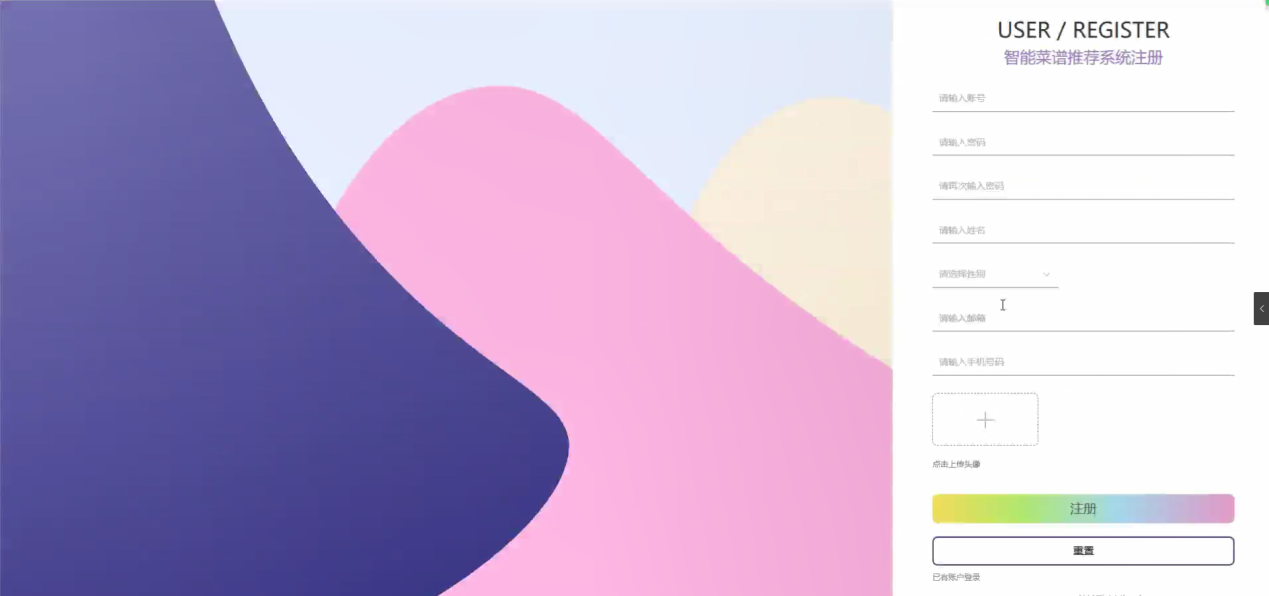 USER / REGISTER
智能菜谱推荐系统注册
请输入账号
请输入密码
请再次输入密码
请输入姓名
请选择性别
请输入邮箱
请输入手机号码
点击上传头像
注册
重置
已有账户登录